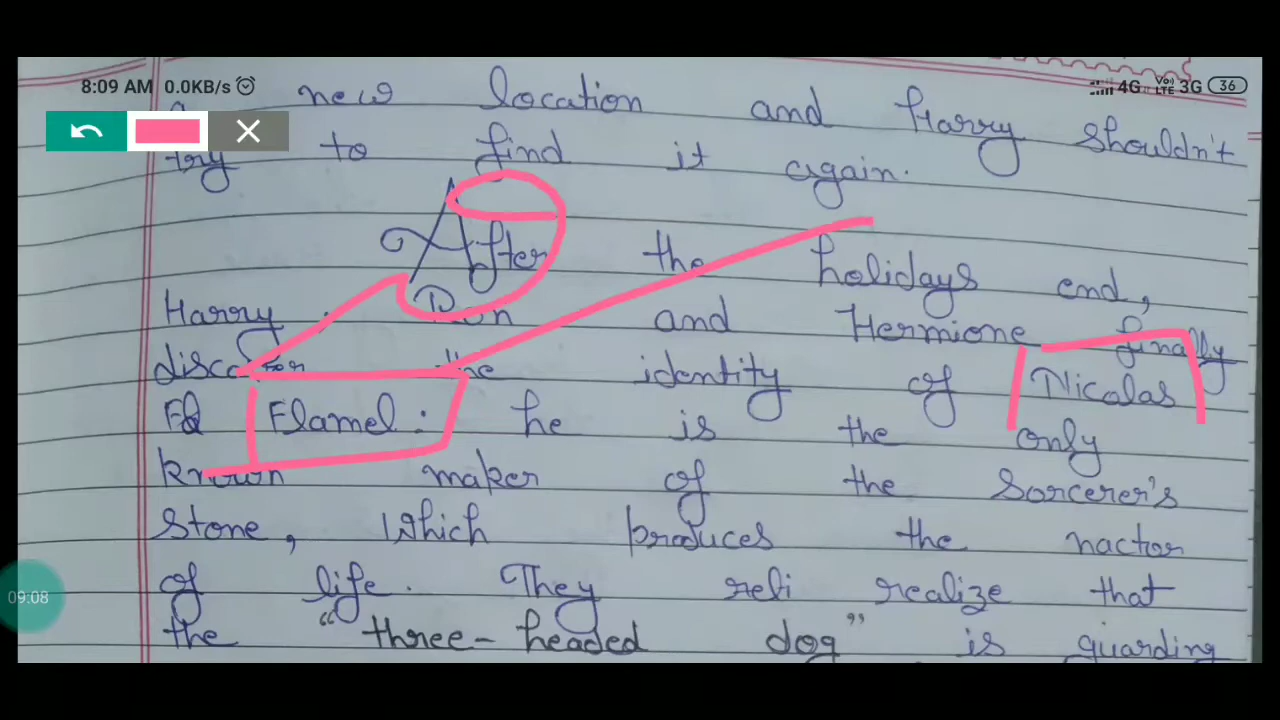 8:09 AM 0.0KB/s 4G VoLTE 3G 36
new location and Harry shouldn't
try to find it again.
After the holidays end,
Harry, Ron and Hermione finally
discover the identity of Nicalas
Fla Flamel: he is the only
known maker of the Sorcerer's
Stone, which produces the nactor
of life. They reli realize that
the "three-headed dog" is guarding
09:08